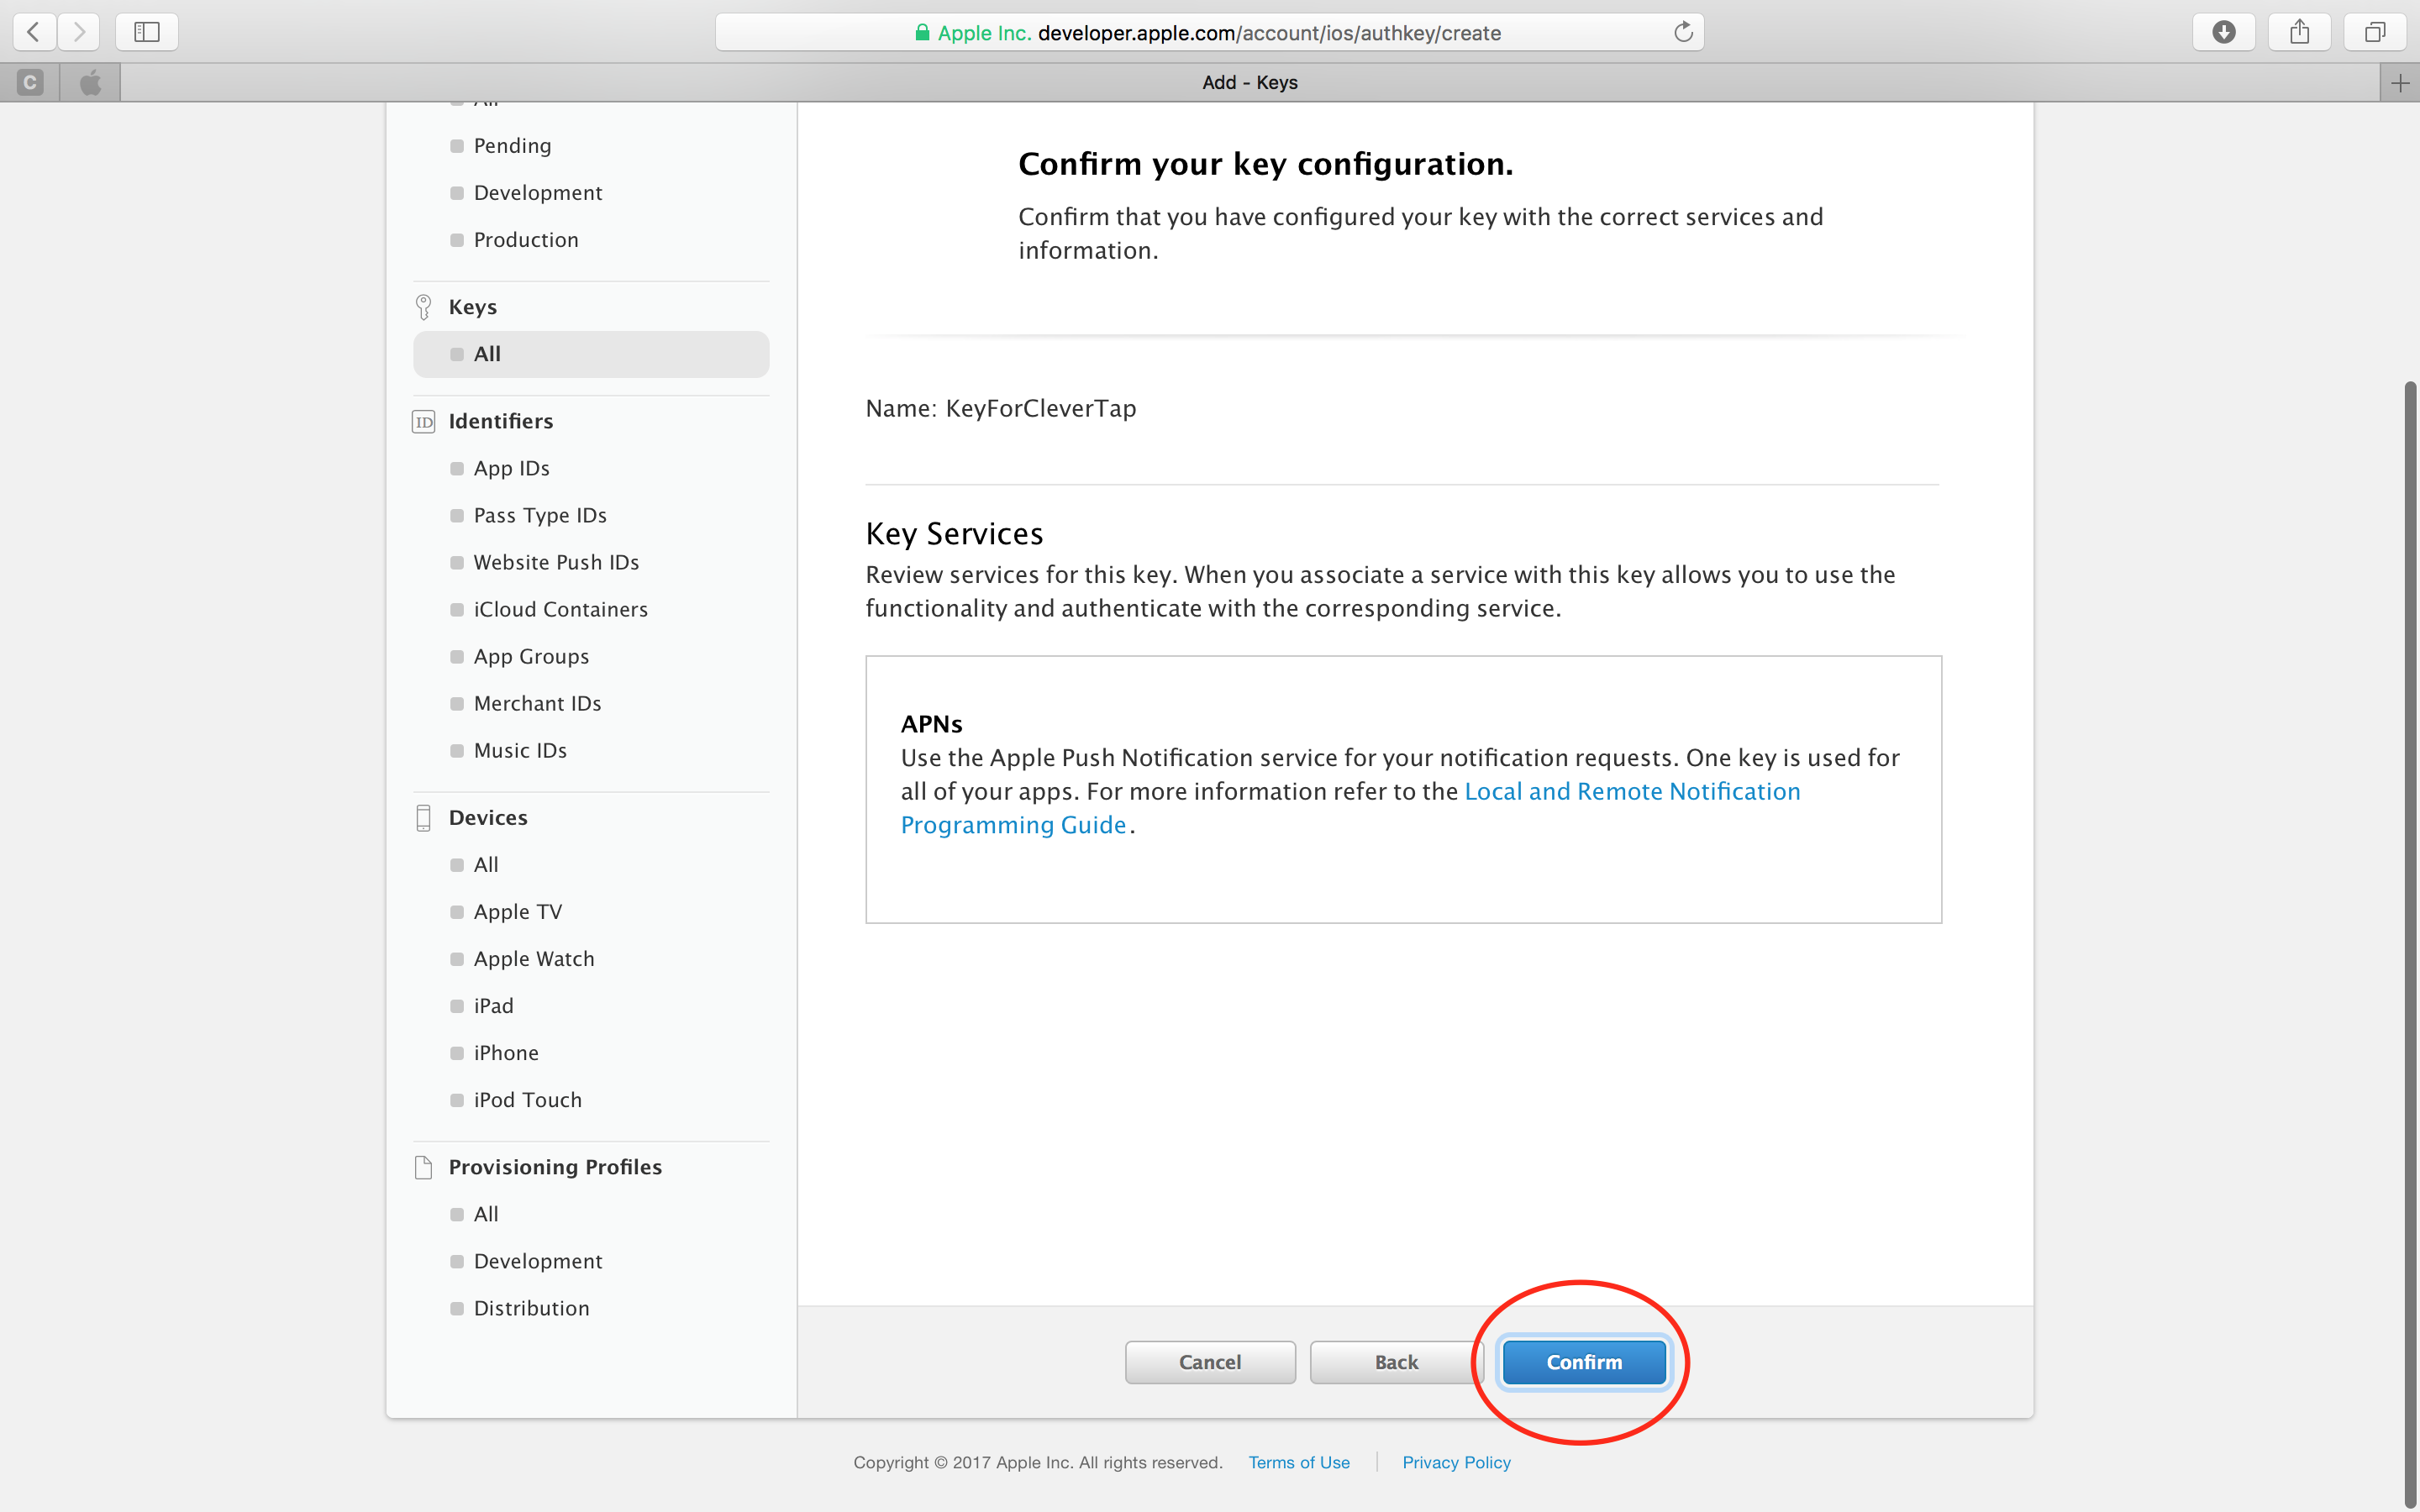 Apple Inc. developer.apple.com/account/ios/authkey/create
C
Add - Keys
All
Pending
Development
Production
Keys
All
ID Identifiers
App IDs
Pass Type IDs
Website Push IDs
iCloud Containers
App Groups
Merchant IDs
Music IDs
Devices
All
Apple TV
Apple Watch
iPad
iPhone
iPod Touch
Provisioning Profiles
All
Development
Distribution
Confirm your key configuration.
Confirm that you have configured your key with the correct services and
information.
Name: KeyForCleverTap
Key Services
Review services for this key. When you associate a service with this key allows you to use the
functionality and authenticate with the corresponding service.
APNs
Use the Apple Push Notification service for your notification requests. One key is used for
all of your apps. For more information refer to the Local and Remote Notification
Programming Guide.
Cancel Back Confirm
Copyright © 2017 Apple Inc. All rights reserved. Terms of Use Privacy Policy